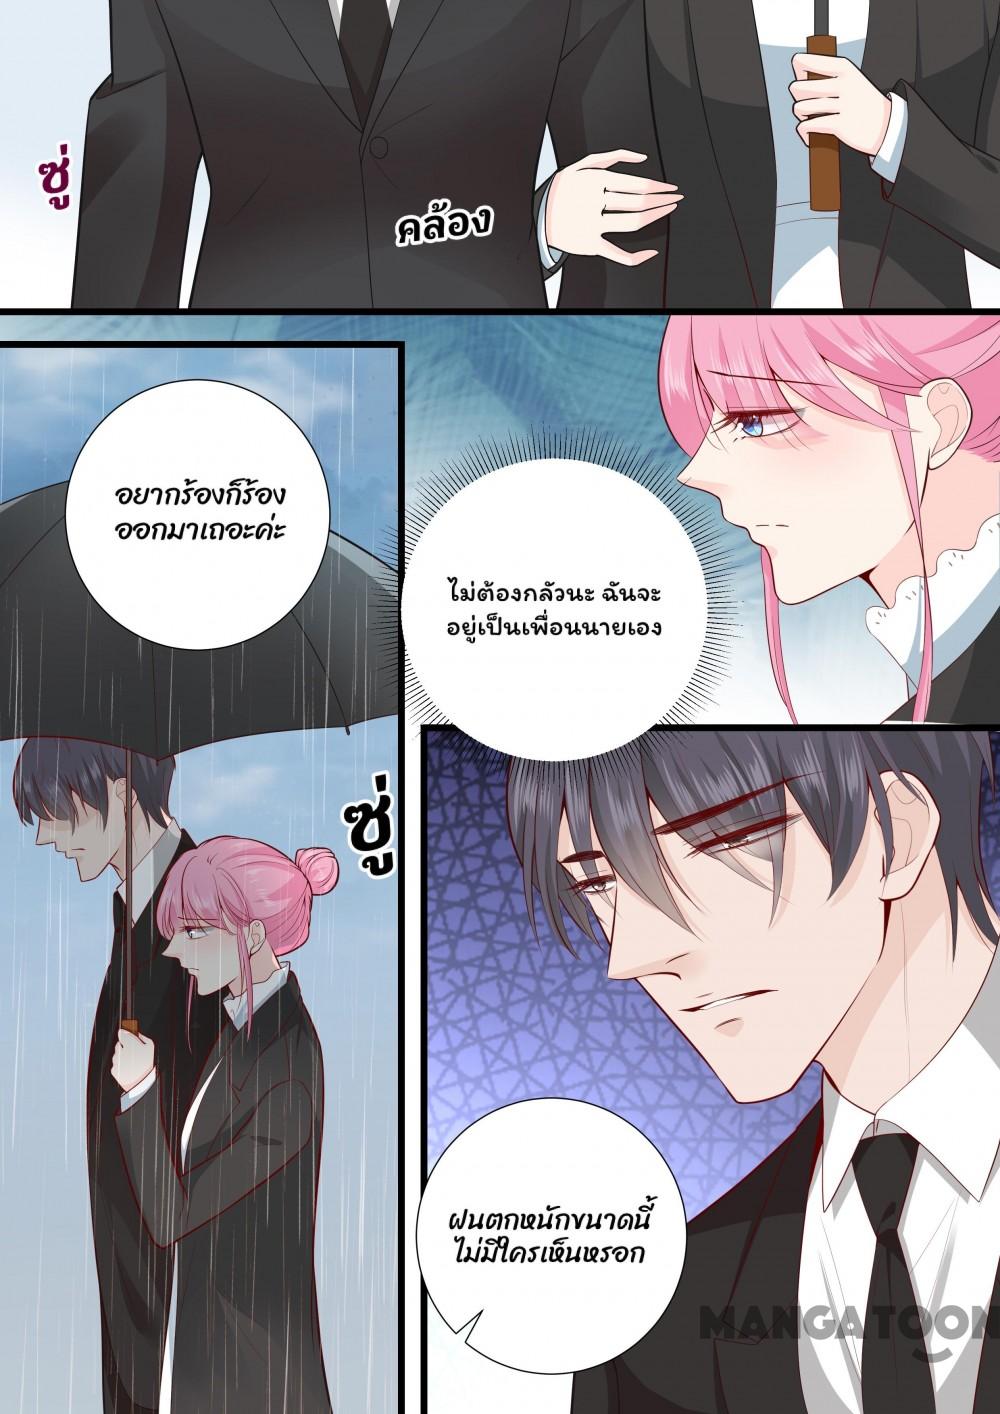 ซู่
คล้อง
อยากร้องก็ร้อง
ออกมาเถอะค่ะ
ไม่ต้องกลัวนะ ฉันจะ
อยู่เป็นเพื่อนนายเอง
ซู่
ฝนตกหนักขนาดนี้
ไม่มีใครเห็นหรอก
MANGATOON